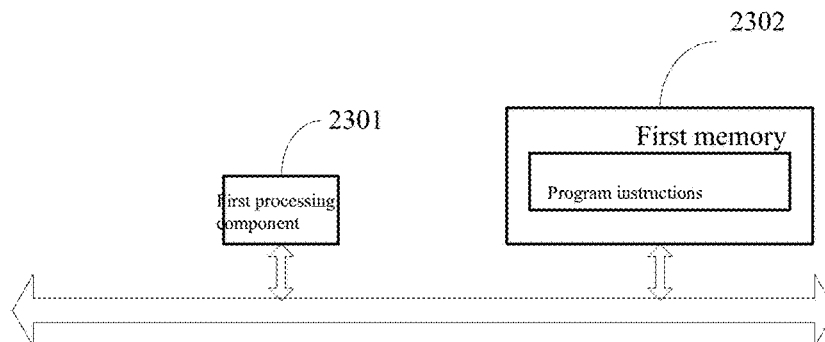 2302
2301
First memory
First processing
component
Program instructions